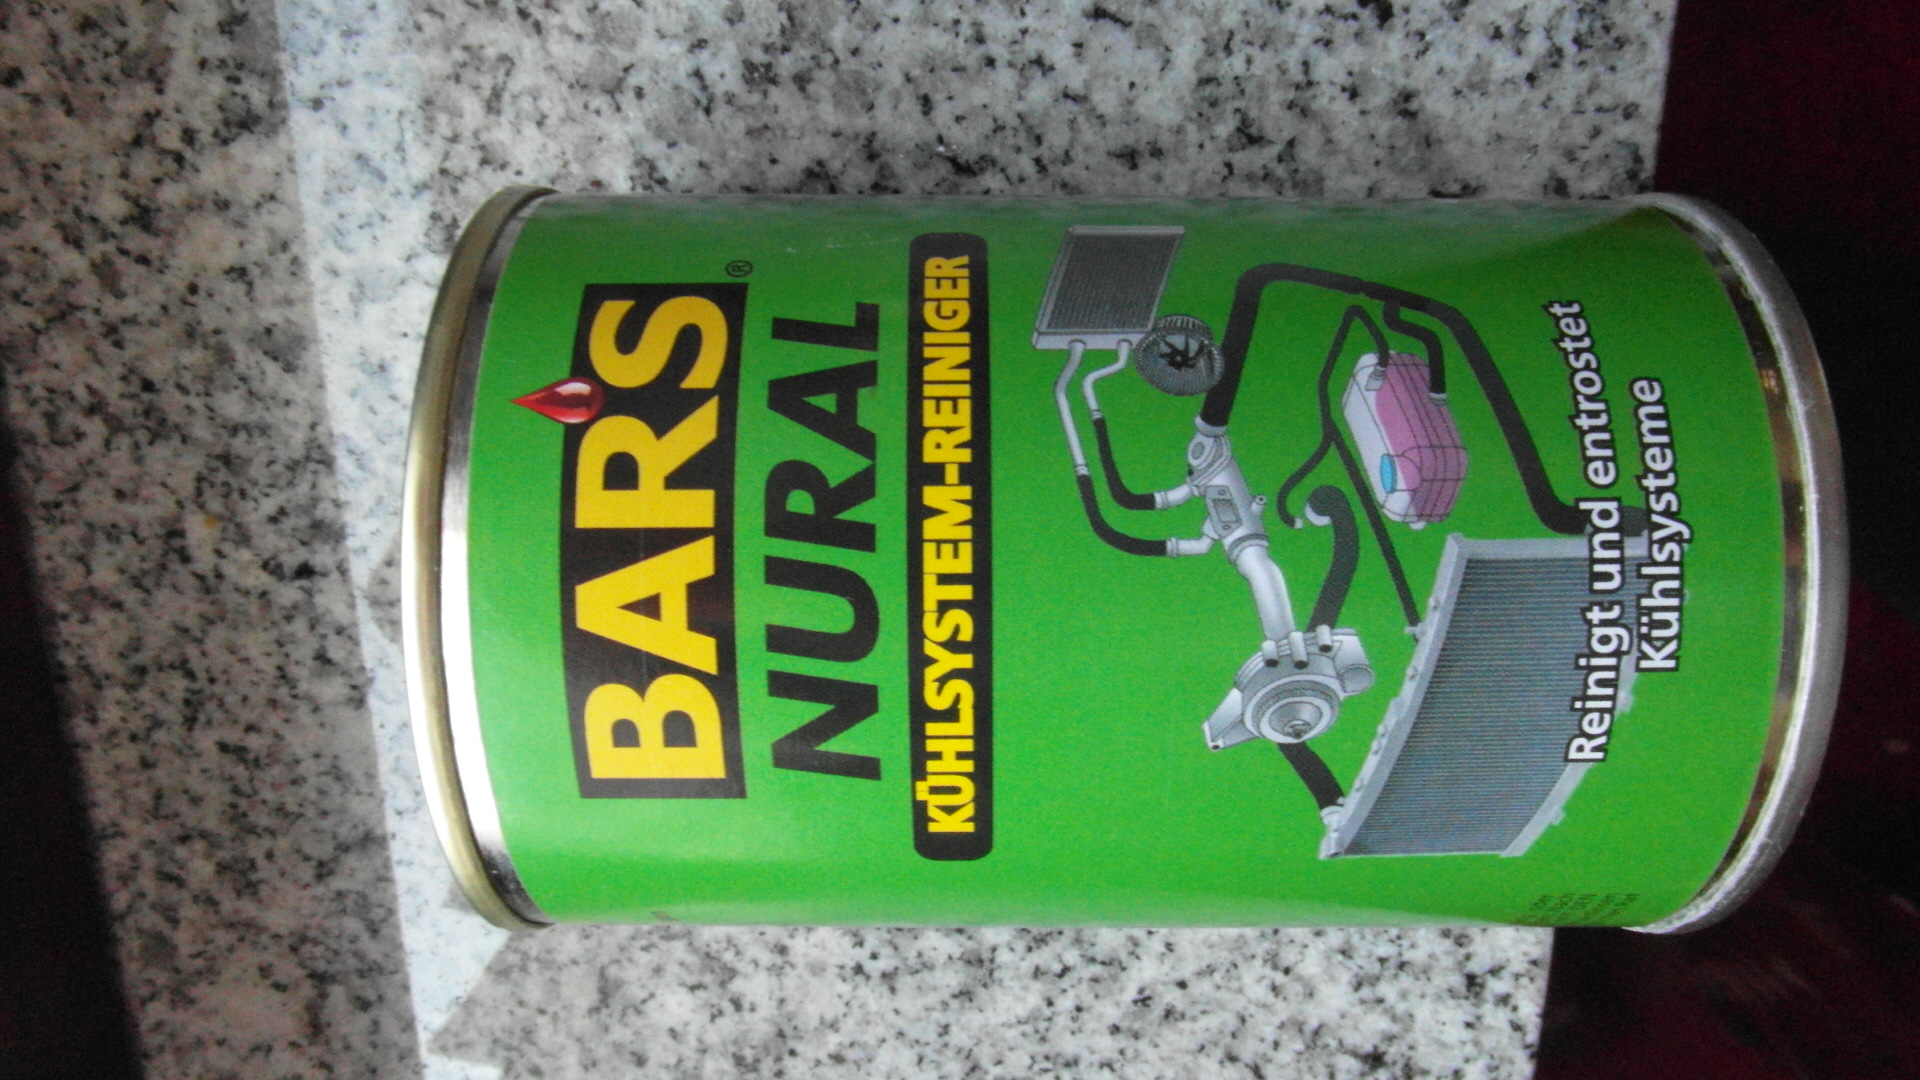 BAR'S®
NURAL
KÜHLSYSTEM-REINIGER
Reinigt und entrostet
Kühlsysteme